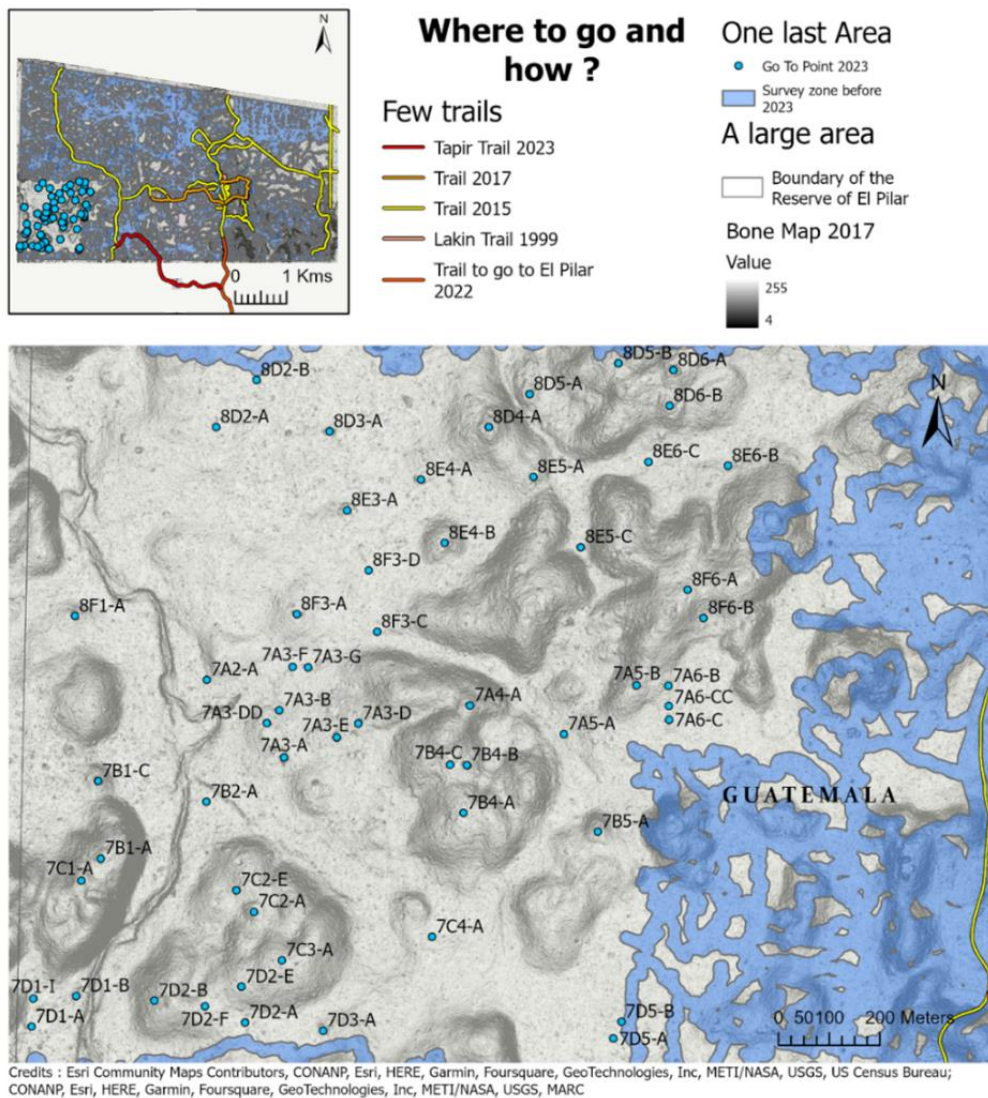 N
0 1 Kms
Where to go and
how ?
Few trails
Tapir Trail 2023
Trail 2017
Trail 2015
Lakin Trail 1999
Trail to go to El Pilar
2022
One last Area
Go To Point 2023
Survey zone before
2023
A large area
Boundary of the
Reserve of El Pilar
Bone Map 2017
Value
255
4
8D5-B
8D6-A
8D2-B
8D5-A
N
8D6-B
8D2-A
8D3-A
8D4-A
8E6-C
8E6-B
8E4-A
8E5-A
8E3-A
8E4-B
8E5-C
8F3-D
8F6-A
8F1-A
8F3-A
8F6-B
8F3-C
7A3-F
7A3-G
7A2-A
7A5-B
7A6-B
7A4-A
7A6-CC
7A3-B
7A3-DD
7A3-D
7A6-C
7A3-E
7A5-A
7A3-A
7B4-C
7B4-B
7B1-C
GUATEMALA
7B2-A
7B4-A
7B5-A
7B1-A
7C1-A
7C2-E
7C2-A
7C4-A
7C3-A
7D2-E
7D1-I
7D1-B
7D2-B
7D1-A
7D2-F
7D2-A
7D3-A
7D5-B
7D5-A
0 50100 200 Meters
Credits : Esri Community Maps Contributors, CONANP, Esri, HERE, Garmin, Foursquare, GeoTechnologies, Inc, METI/NASA, USGS, US Census Bureau;
CONANP, Esri, HERE, Garmin, Foursquare, GeoTechnologies, Inc, METI/NASA, USGS, MARC